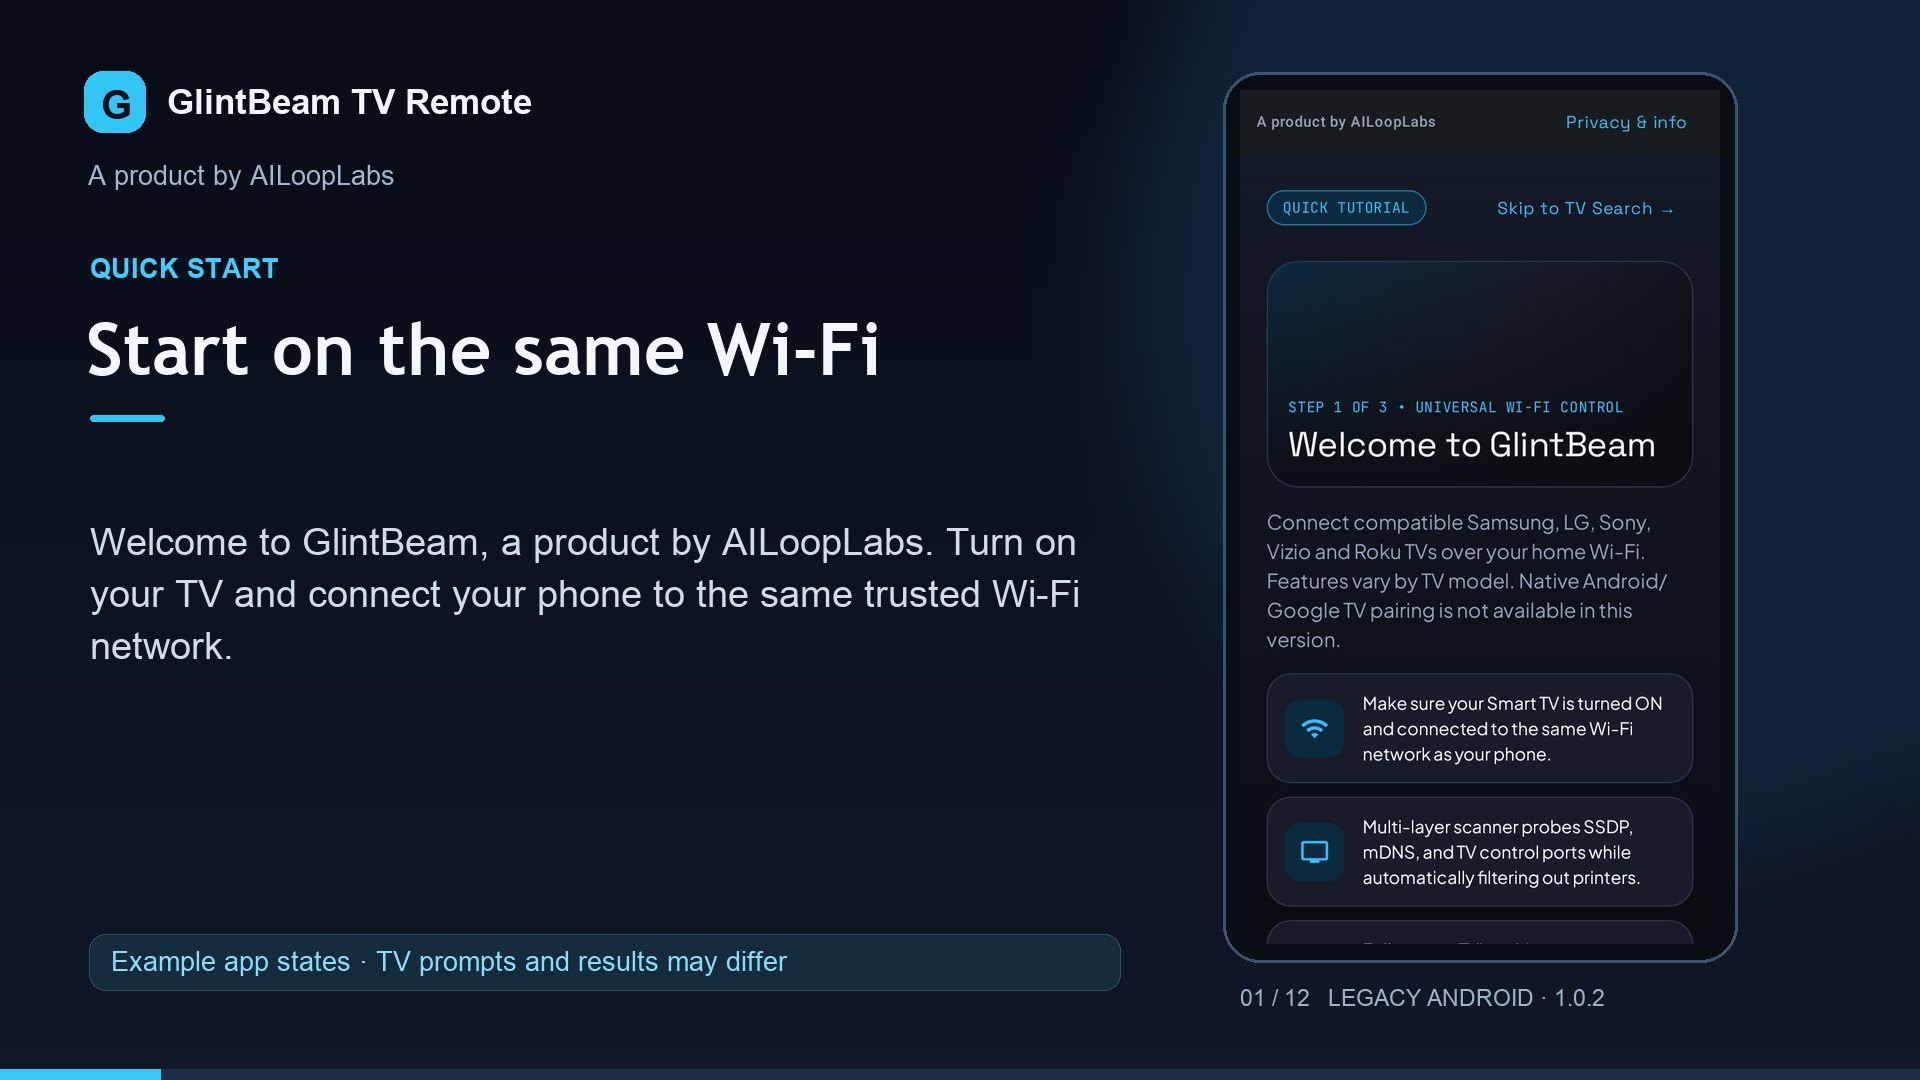 G GlintBeam TV Remote
A product by AILoopLabs
QUICK START
Start on the same Wi-Fi
Welcome to GlintBeam, a product by AILoopLabs. Turn on
your TV and connect your phone to the same trusted Wi-Fi
network.
Example app states · TV prompts and results may differ
A product by AILoopLabs
Privacy & info
QUICK TUTORIAL
Skip to TV Search →
STEP 1 OF 3 • UNIVERSAL WI-FI CONTROL
Welcome to GlintBeam
Connect compatible Samsung, LG, Sony,
Vizio and Roku TVs over your home Wi-Fi.
Features vary by TV model. Native Android/
Google TV pairing is not available in this
version.
Make sure your Smart TV is turned ON
and connected to the same Wi-Fi
network as your phone.
Multi-layer scanner probes SSDP,
mDNS, and TV control ports while
automatically filtering out printers.
01 / 12 LEGACY ANDROID · 1.0.2